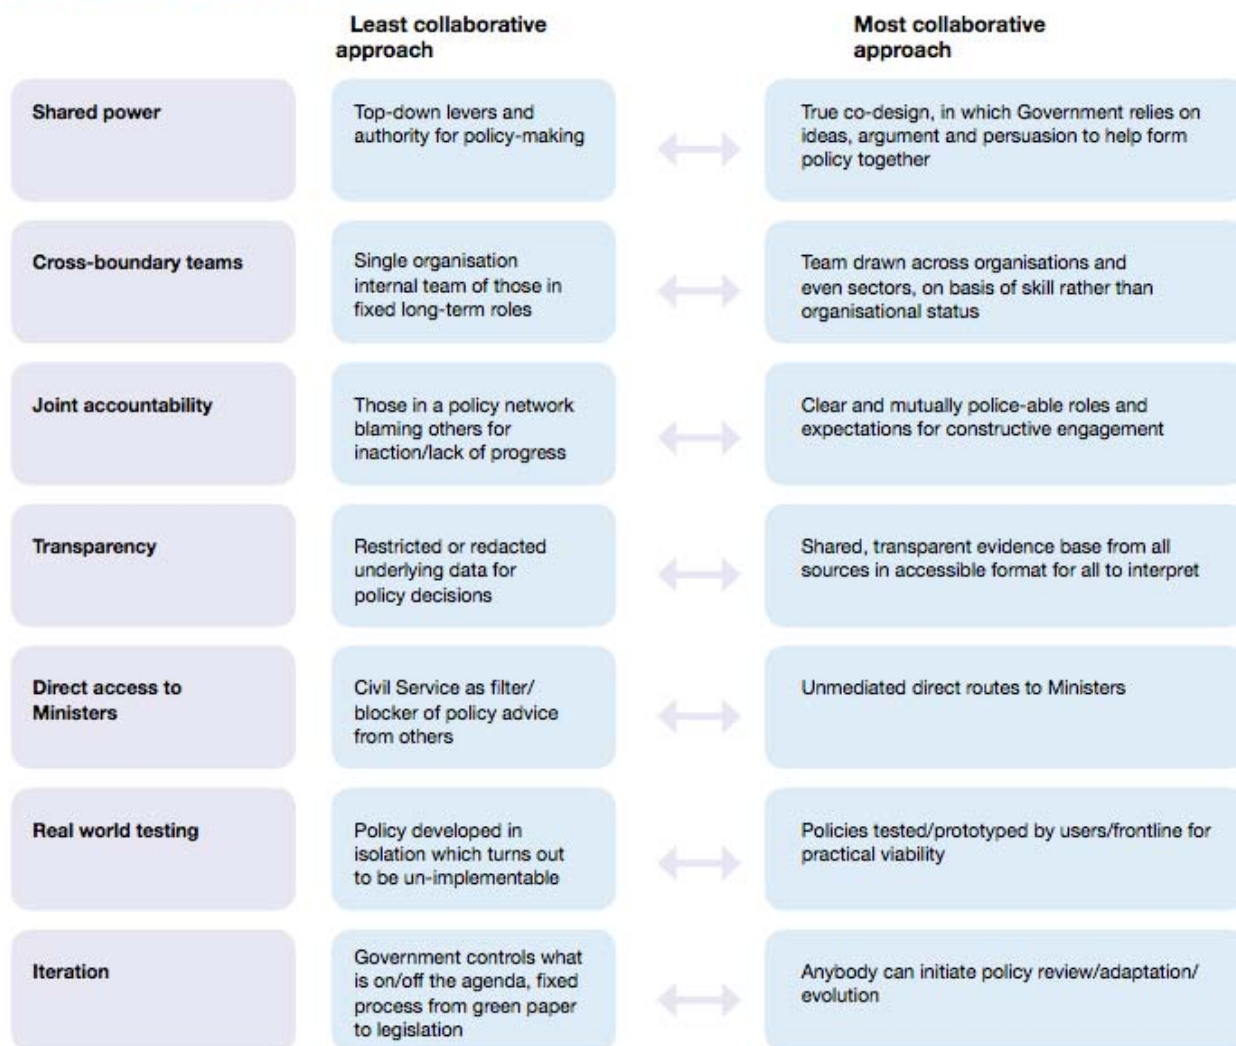 Least collaborative
approach
Most collaborative
approach
Shared power
Top-down levers and
authority for policy-making
True co-design, in which Government relies on
ideas, argument and persuasion to help form
policy together
Cross-boundary teams
Single organisation
internal team of those in
fixed long-term roles
Team drawn across organisations and
even sectors, on basis of skill rather than
organisational status
Joint accountability
Those in a policy network
blaming others for
inaction/lack of progress
Clear and mutually police-able roles and
expectations for constructive engagement
Transparency
Restricted or redacted
underlying data for
policy decisions
Shared, transparent evidence base from all
sources in accessible format for all to interpret
Direct access to
Ministers
Civil Service as filter/
blocker of policy advice
from others
Unmediated direct routes to Ministers
Real world testing
Policy developed in
isolation which turns out
to be un-implementable
Policies tested/prototyped by users/frontline for
practical viability
Iteration
Government controls what
is on/off the agenda, fixed
process from green paper
to legislation
Anybody can initiate policy review/adaptation/
evolution